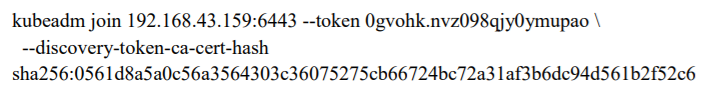 kubeadm join 192.168.43.159:6443 --token 0gvohk.nvz098qjy0ymupao \
--discovery-token-ca-cert-hash
sha256:0561d8a5a0c56a3564303c36075275cb66724bc72a31af3b6dc94d561b2f52c6